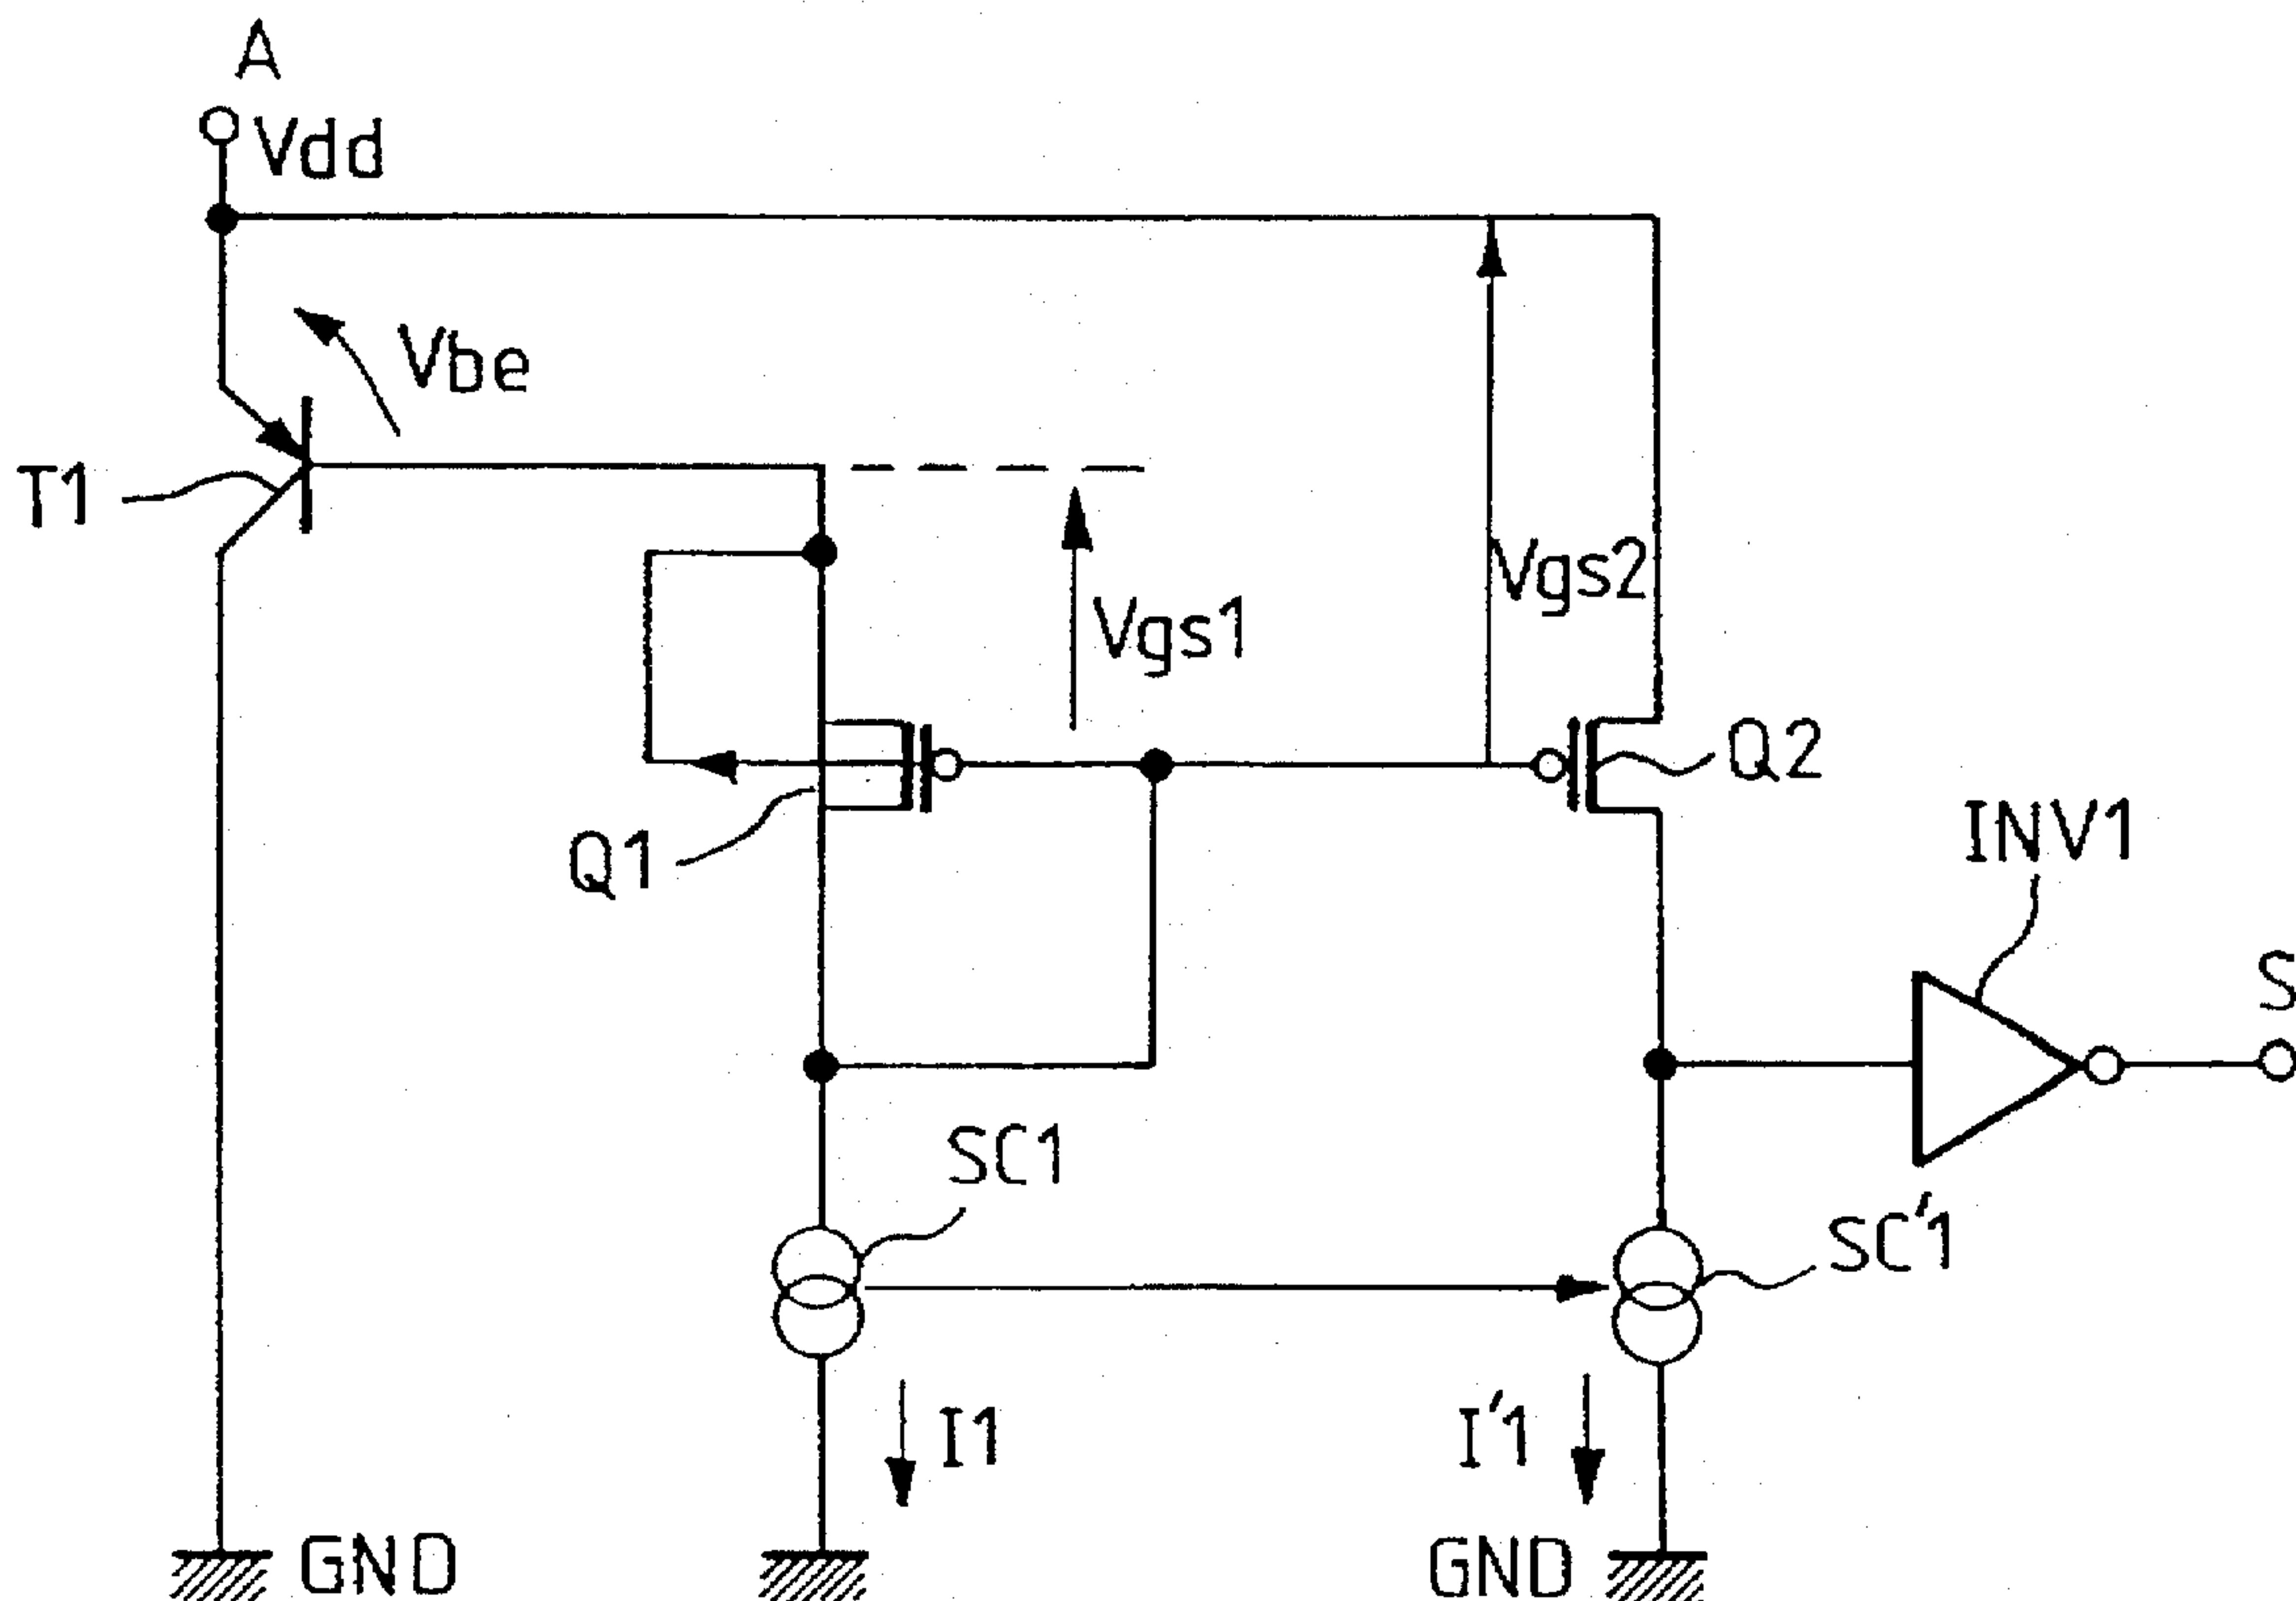 A
Vdd
Vbe
T1
Vgs1
Vgs2
Q1
Q2
INV1
S
SC1
SC'1
I1
I'1
GND
GND